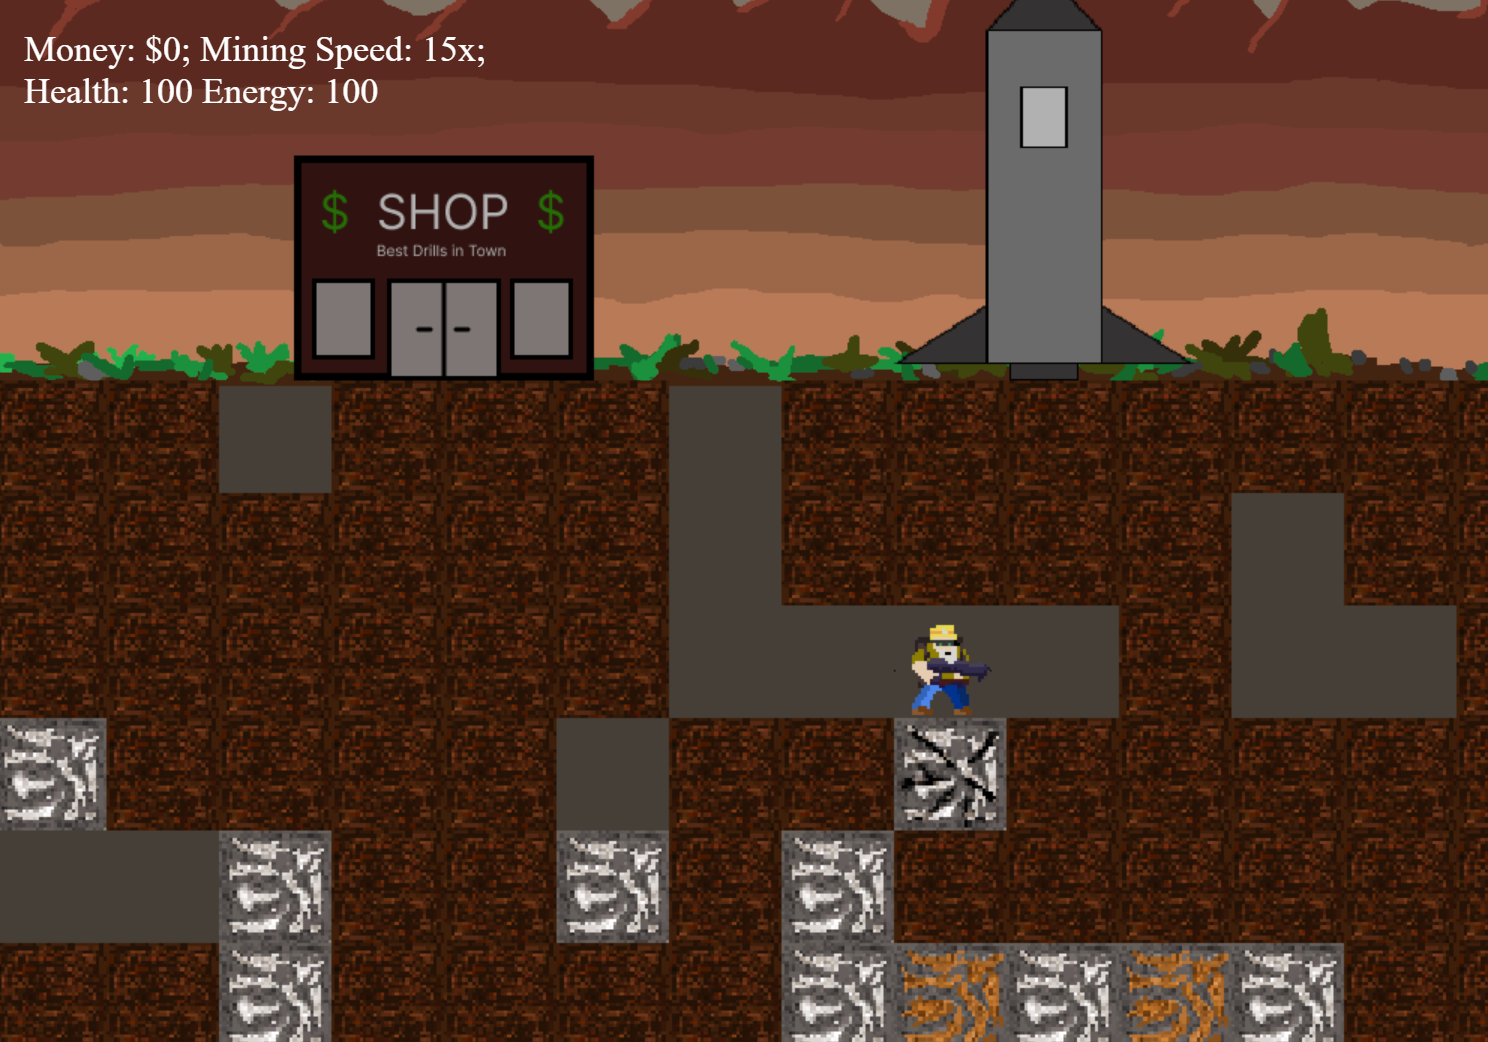 Money: $0; Mining Speed: 15x;
Health: 100 Energy: 100
$ SHOP $
Best Drills in Town